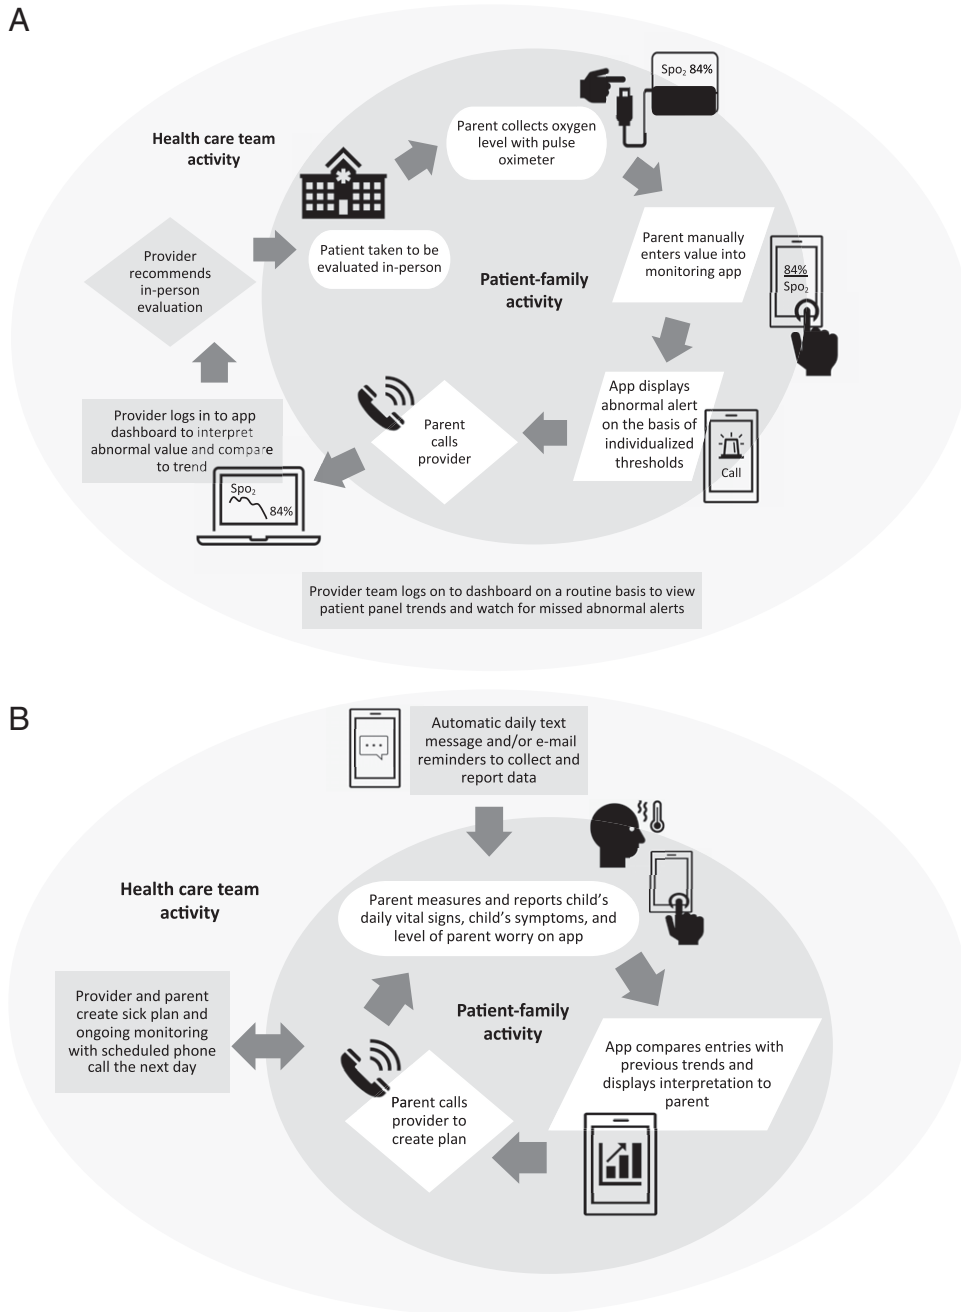 A
Health care team
activity
Parent collects oxygen
level with pulse
oximeter
Spo₂ 84%
Parent manually
enters value into
monitoring app
84%
Spo₂
Patient-family
activity
App displays
abnormal alert
on the basis of
individualized
thresholds
Call
Parent
calls
provider
Provider logs in to app
dashboard to interpret
abnormal value and compare
to trend
Spo₂
84%
Provider
recommends
in-person
evaluation
Patient taken to be
evaluated in-person
Provider team logs on to dashboard on a routine basis to view
patient panel trends and watch for missed abnormal alerts
B
Automatic daily text
message and/or e-mail
reminders to collect and
report data
Health care team
activity
Parent measures and reports child’s
daily vital signs, child’s symptoms, and
level of parent worry on app
Patient-family
activity
App compares entries with
previous trends and
displays interpretation to
parent
Parent calls
provider to
create plan
Provider and parent
create sick plan and
ongoing monitoring
with scheduled phone
call the next day